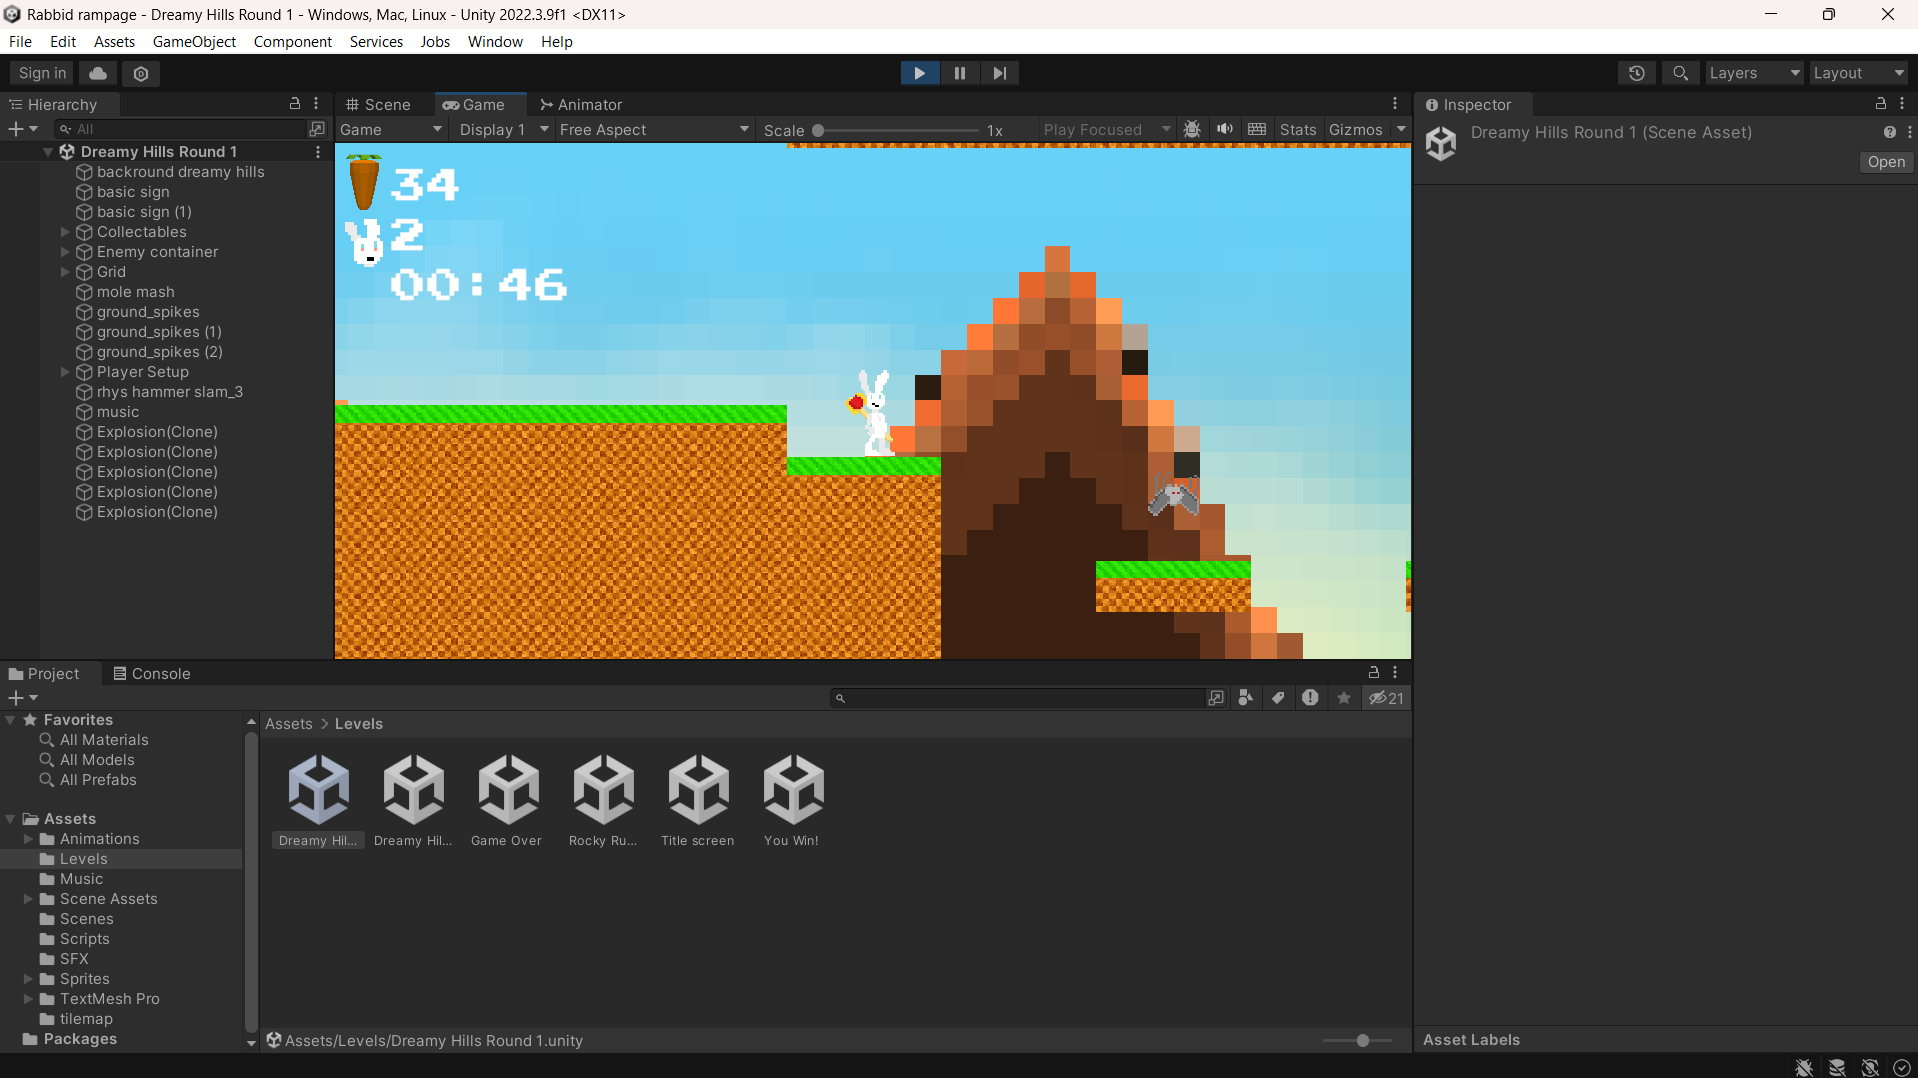 Rabbid rampage - Dreamy Hills Round 1 - Windows, Mac, Linux - Unity 2022.3.9f1 <DX11>
File Edit Assets GameObject Component Services Jobs Window Help
Sign in
Layers
Layout
Hierarchy
All
Dreamy Hills Round 1
backround dreamy hills
basic sign
basic sign (1)
Collectables
Enemy container
Grid
mole mash
ground_spikes
ground_spikes (1)
ground_spikes (2)
Player Setup
rhys hammer slam_3
music
Explosion(Clone)
Explosion(Clone)
Explosion(Clone)
Explosion(Clone)
Explosion(Clone)
Scene Game Animator
Game Display 1 Free Aspect Scale 1x Play Focused Stats Gizmos
34
2
00:46
Inspector
Dreamy Hills Round 1 (Scene Asset)
Open
Project Console
21
Favorites
All Materials
All Models
All Prefabs
Assets
Animations
Levels
Music
Scene Assets
Scenes
Scripts
SFX
Sprites
TextMesh Pro
tilemap
Packages
Assets > Levels
Dreamy Hil... Dreamy Hil... Game Over Rocky Ru... Title screen You Win!
Assets/Levels/Dreamy Hills Round 1.unity
Asset Labels